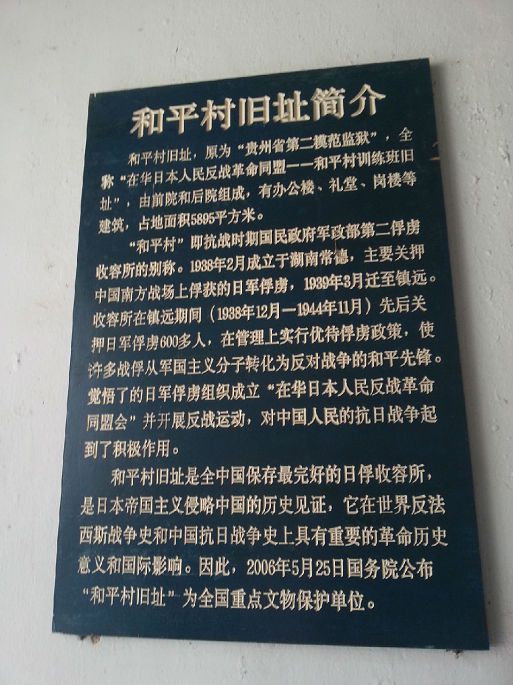 和平村旧址简介
和平村旧址，原为“贵州省第二模范监狱”，全
称“在华日本人民反战革命同盟——和平村训练班旧
址”，由前院和后院组成，有办公楼、礼堂、岗楼等
建筑，占地面积5895平方米。
“和平村”即抗战时期国民政府军政部第二俘虏
收容所的别称。1938年2月成立于湖南常德，主要关押
中国南方战场上俘获的日军俘虏，1939年3月迁至镇远。
收容所在镇远期间（1938年12月—1944年11月）先后关
押日军俘虏600多人，在管理上实行优待俘虏政策，使
许多战俘从军国主义分子转化为反对战争的和平先锋。
觉悟了的日军俘虏组织成立“在华日本人民反战革命
同盟会”并开展反战运动，对中国人民的抗日战争起
到了积极作用。
和平村旧址是全中国保存最完好的日俘收容所，
是日本帝国主义侵略中国的历史见证，它在世界反法
西斯战争史和中国抗日战争史上具有重要的革命历史
意义和国际影响。因此，2006年5月25日国务院公布
“和平村旧址”为全国重点文物保护单位。